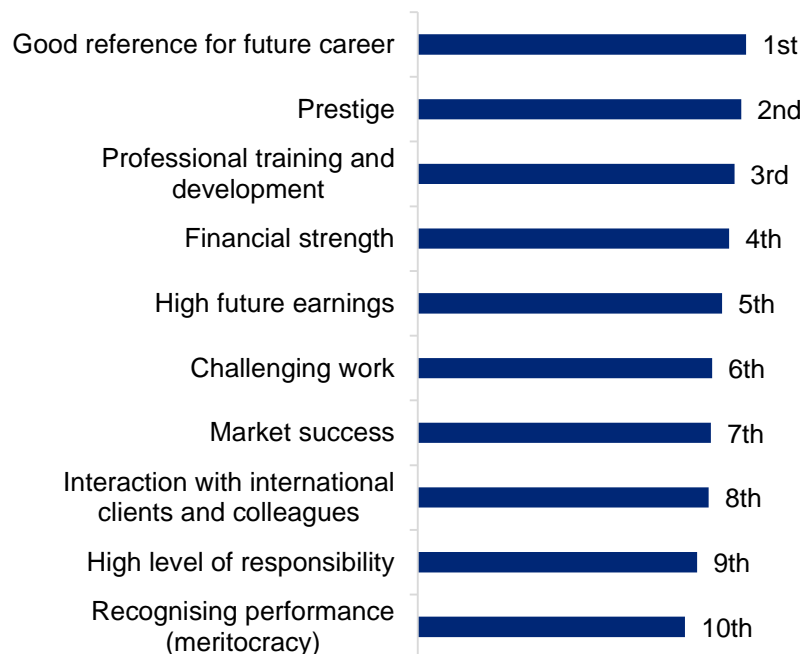 Good reference for future career 1st
Prestige 2nd
Professional training and
development 3rd
Financial strength 4th
High future earnings 5th
Challenging work 6th
Market success 7th
Interaction with international
clients and colleagues 8th
High level of responsibility 9th
Recognising performance
(meritocracy) 10th